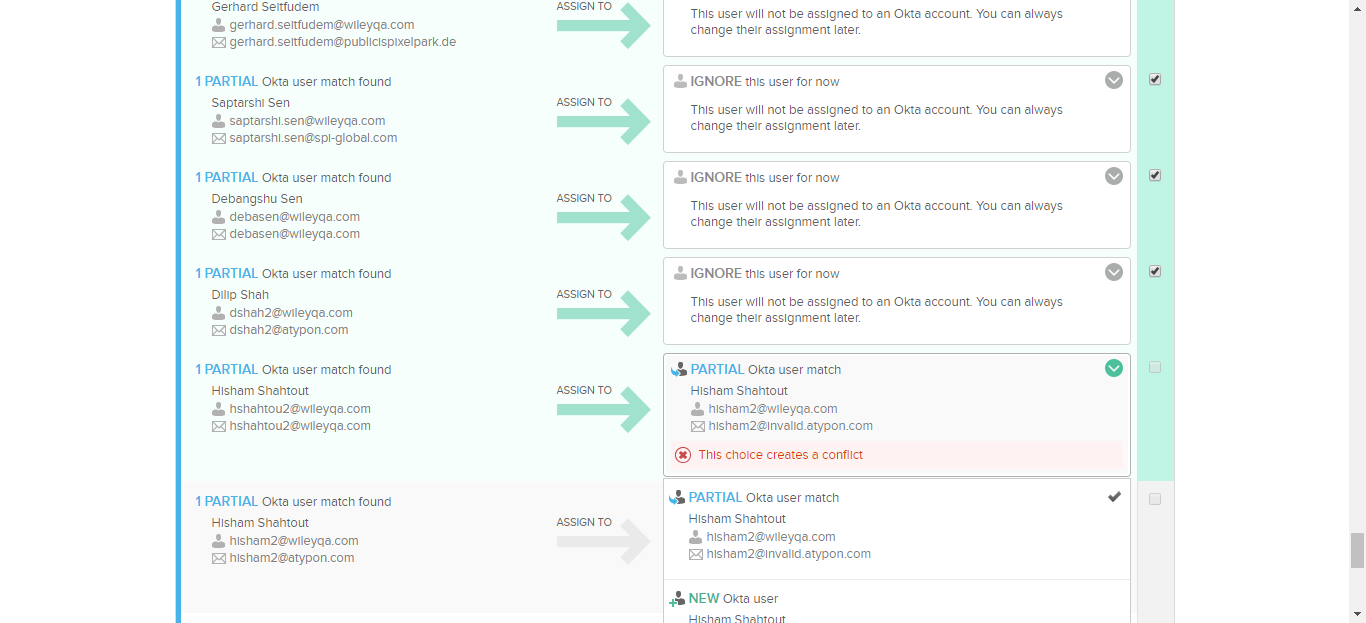 Gerhard Seitfudem
gerhard.seitfudem@wileyqa.com
gerhard.seitfudem@publicispixelpark.de
ASSIGN TO
This user will not be assigned to an Okta account. You can always
change their assignment later.
1 PARTIAL Okta user match found
Saptarshi Sen
saptarshi.sen@wileyqa.com
saptarshi.sen@spi-global.com
ASSIGN TO
IGNORE this user for now
This user will not be assigned to an Okta account. You can always
change their assignment later.
1 PARTIAL Okta user match found
Debangshu Sen
debasen@wileyqa.com
debasen@wileyqa.com
ASSIGN TO
IGNORE this user for now
This user will not be assigned to an Okta account. You can always
change their assignment later.
1 PARTIAL Okta user match found
Dilip Shah
dshah2@wileyqa.com
dshah2@atypon.com
ASSIGN TO
IGNORE this user for now
This user will not be assigned to an Okta account. You can always
change their assignment later.
1 PARTIAL Okta user match found
Hisham Shahtout
hshahtou2@wileyqa.com
hshahtou2@wileyqa.com
ASSIGN TO
PARTIAL Okta user match
Hisham Shahtout
hisham2@wileyqa.com
hisham2@invalid.atypon.com
This choice creates a conflict
1 PARTIAL Okta user match found
Hisham Shahtout
hisham2@wileyqa.com
hisham2@atypon.com
ASSIGN TO
PARTIAL Okta user match
Hisham Shahtout
hisham2@wileyqa.com
hisham2@invalid.atypon.com
NEW Okta user
Hisham Shahtout